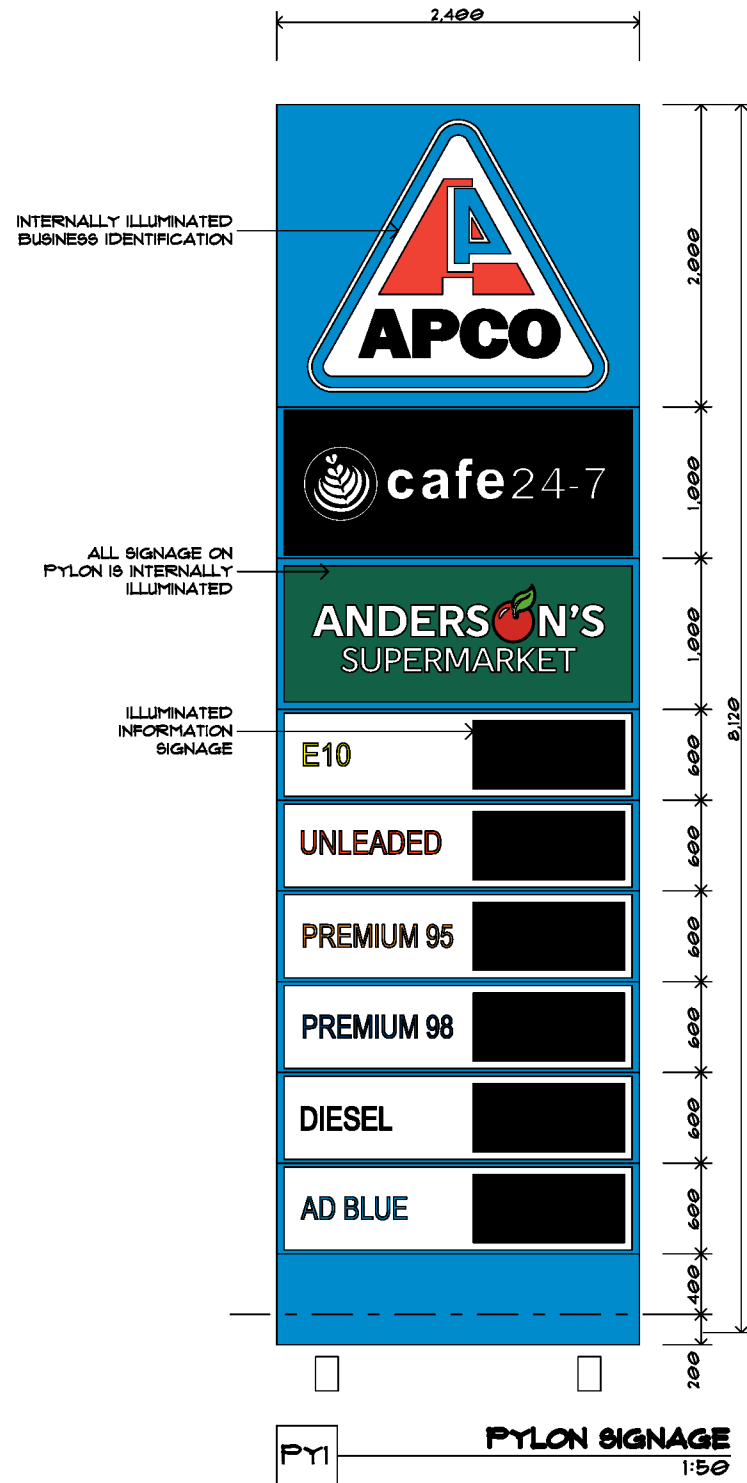 2,400
INTERNALLY ILLUMINATED
BUSINESS IDENTIFICATION
A
APCO
2,000
cafe24-7
1,000
ALL SIGNAGE ON
PYLON IS INTERNALLY
ILLUMINATED
ANDERSON'S
SUPERMARKET
1,000
8,120
ILLUMINATED
INFORMATION
SIGNAGE
E10
600
UNLEADED
600
PREMIUM 95
600
PREMIUM 98
600
DIESEL
600
AD BLUE
600
400
200
PY1
PYLON SIGNAGE
1:50